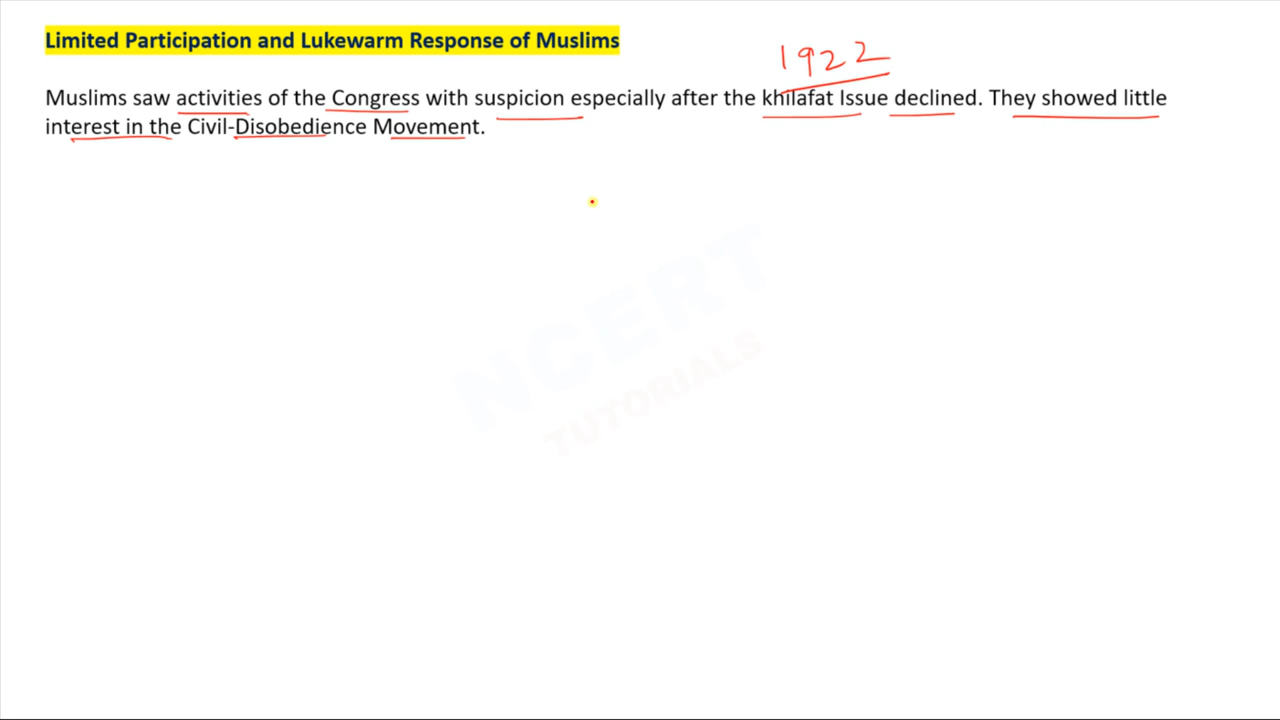 Limited Participation and Lukewarm Response of Muslims
1922
Muslims saw activities of the Congress with suspicion especially after the khilafat Issue declined. They showed little
interest in the Civil-Disobedience Movement.
NCERT
TUTORIALS